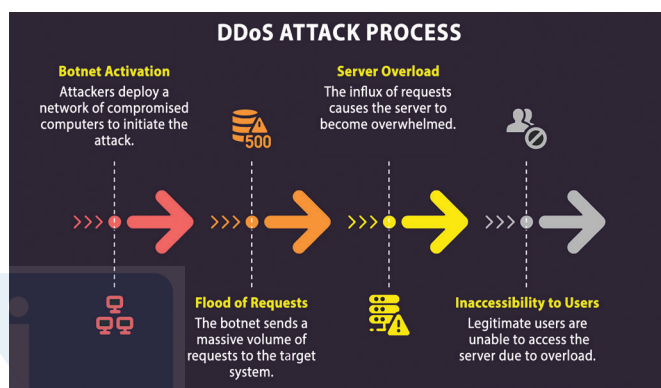 DDoS ATTACK PROCESS
Botnet Activation
Attackers deploy a
network of compromised
computers to initiate the
attack.
500
Flood of Requests
The botnet sends a
massive volume of
requests to the target
system.
Server Overload
The influx of requests
causes the server to
become overwhelmed.
Inaccessibility to Users
Legitimate users are
unable to access the
server due to overload.